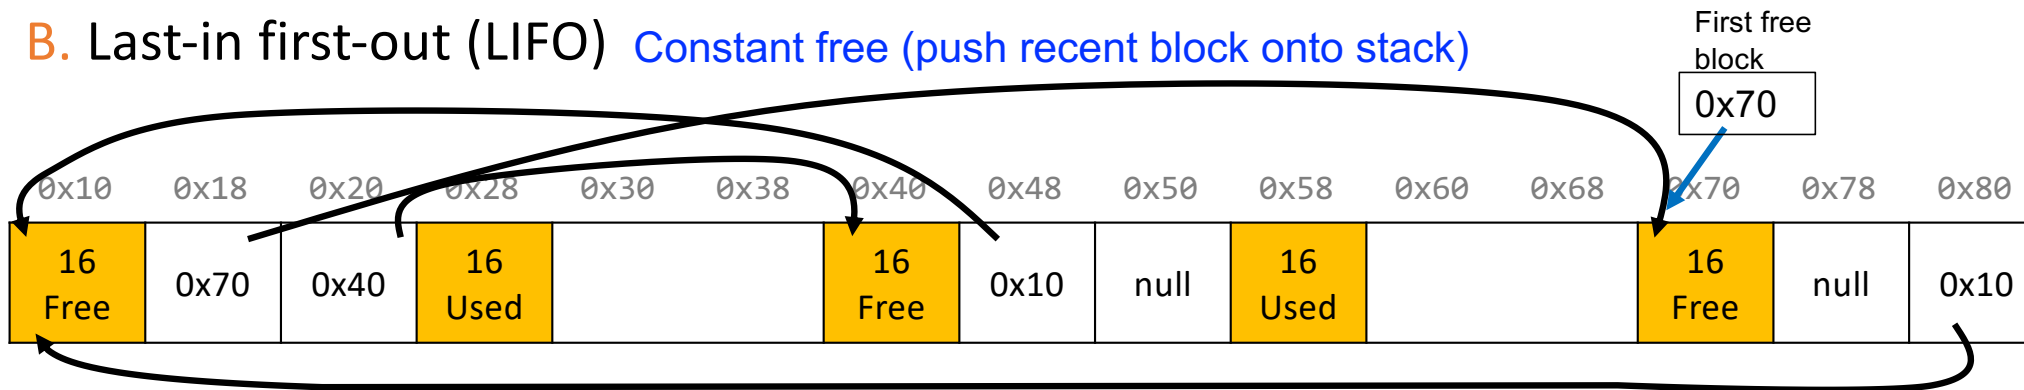 B. Last-in first-out (LIFO) Constant free (push recent block onto stack)
First free
block
0x70
0x10 0x18 0x20 0x28 0x30 0x38 0x40 0x48 0x50 0x58 0x60 0x68 0x70 0x78 0x80
16 Free 0x70 0x40 16 Used 16 Free 0x10 null 16 Used 16 Free null 0x10